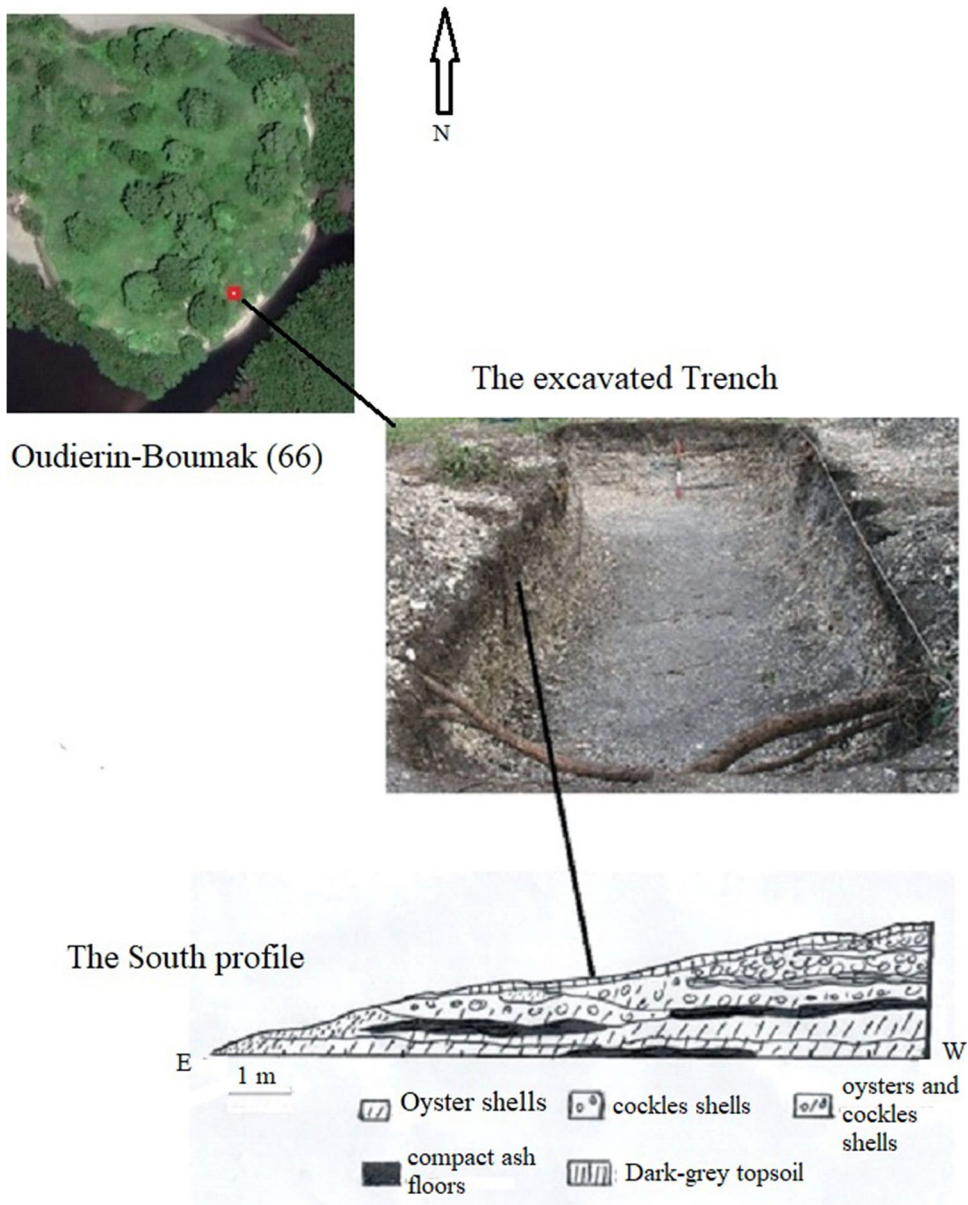 N
The excavated Trench
Oudierin-Boumak (66)
The South profile
E
W
1 m
Oyster shells
cockles shells
oysters and
cockles
shells
compact ash
floors
Dark-grey topsoil